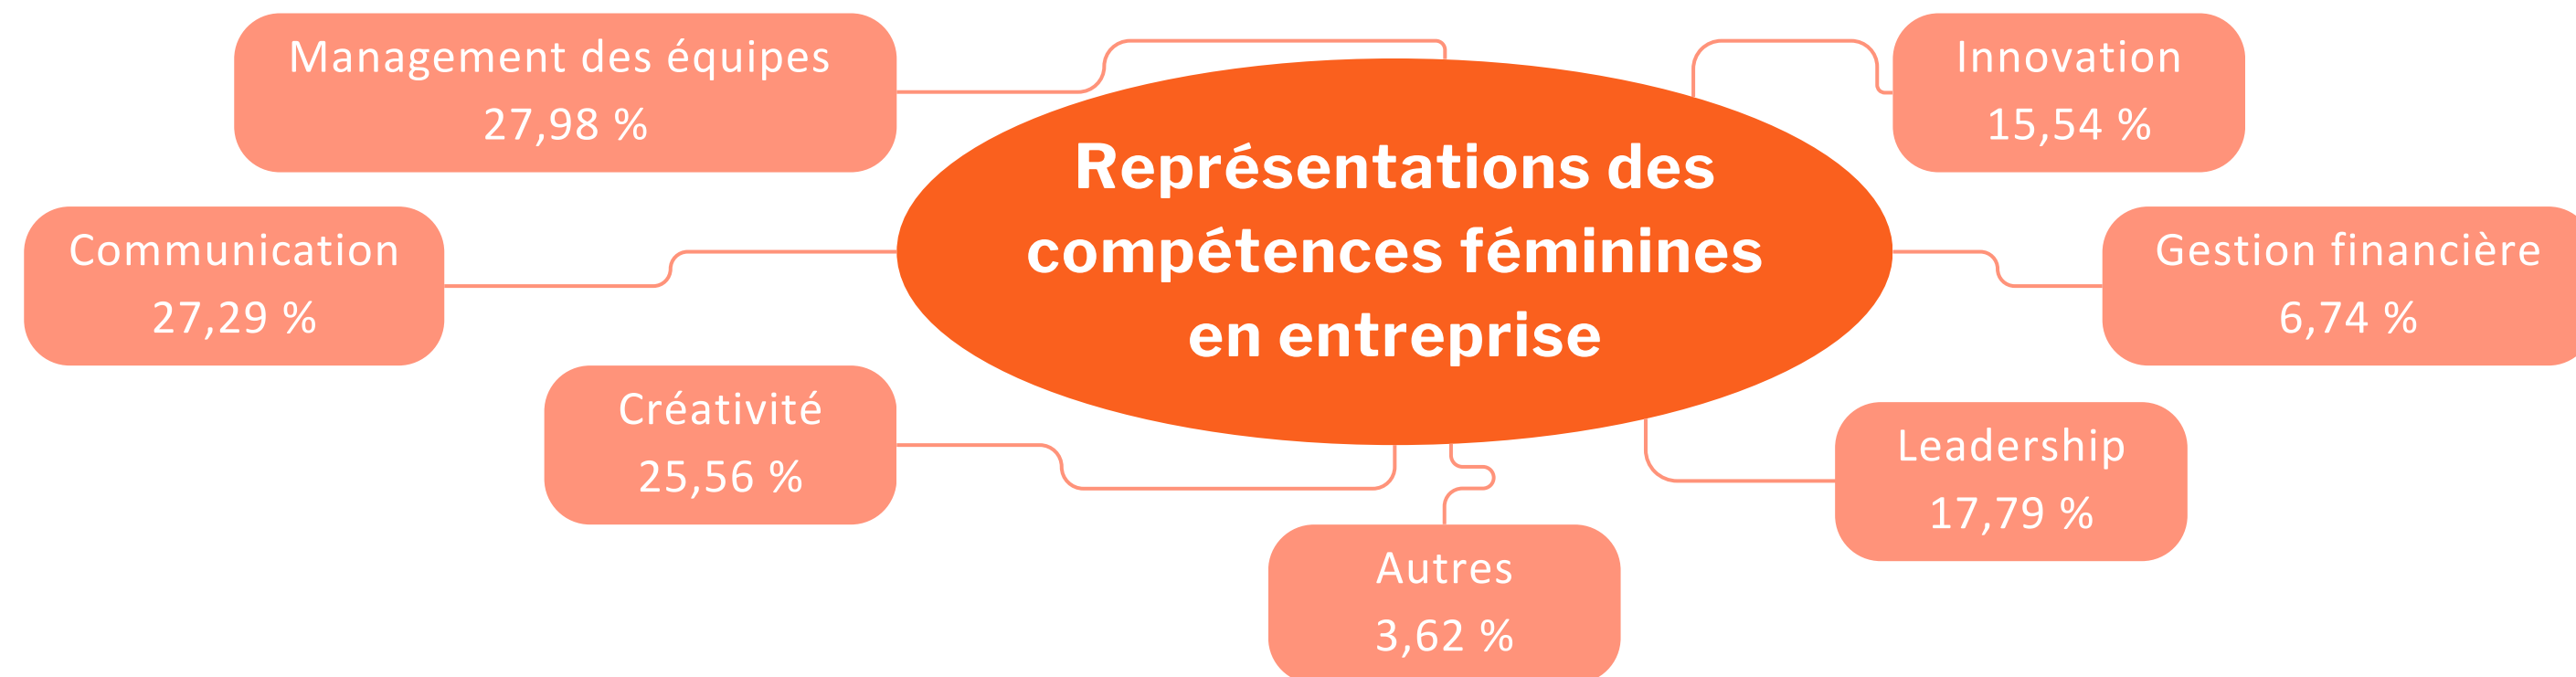 Management des équipes
27,98 %
Innovation
15,54 %
Représentations des
compétences féminines
en entreprise
Communication
27,29 %
Gestion financière
6,74 %
Créativité
25,56 %
Leadership
17,79 %
Autres
3,62 %